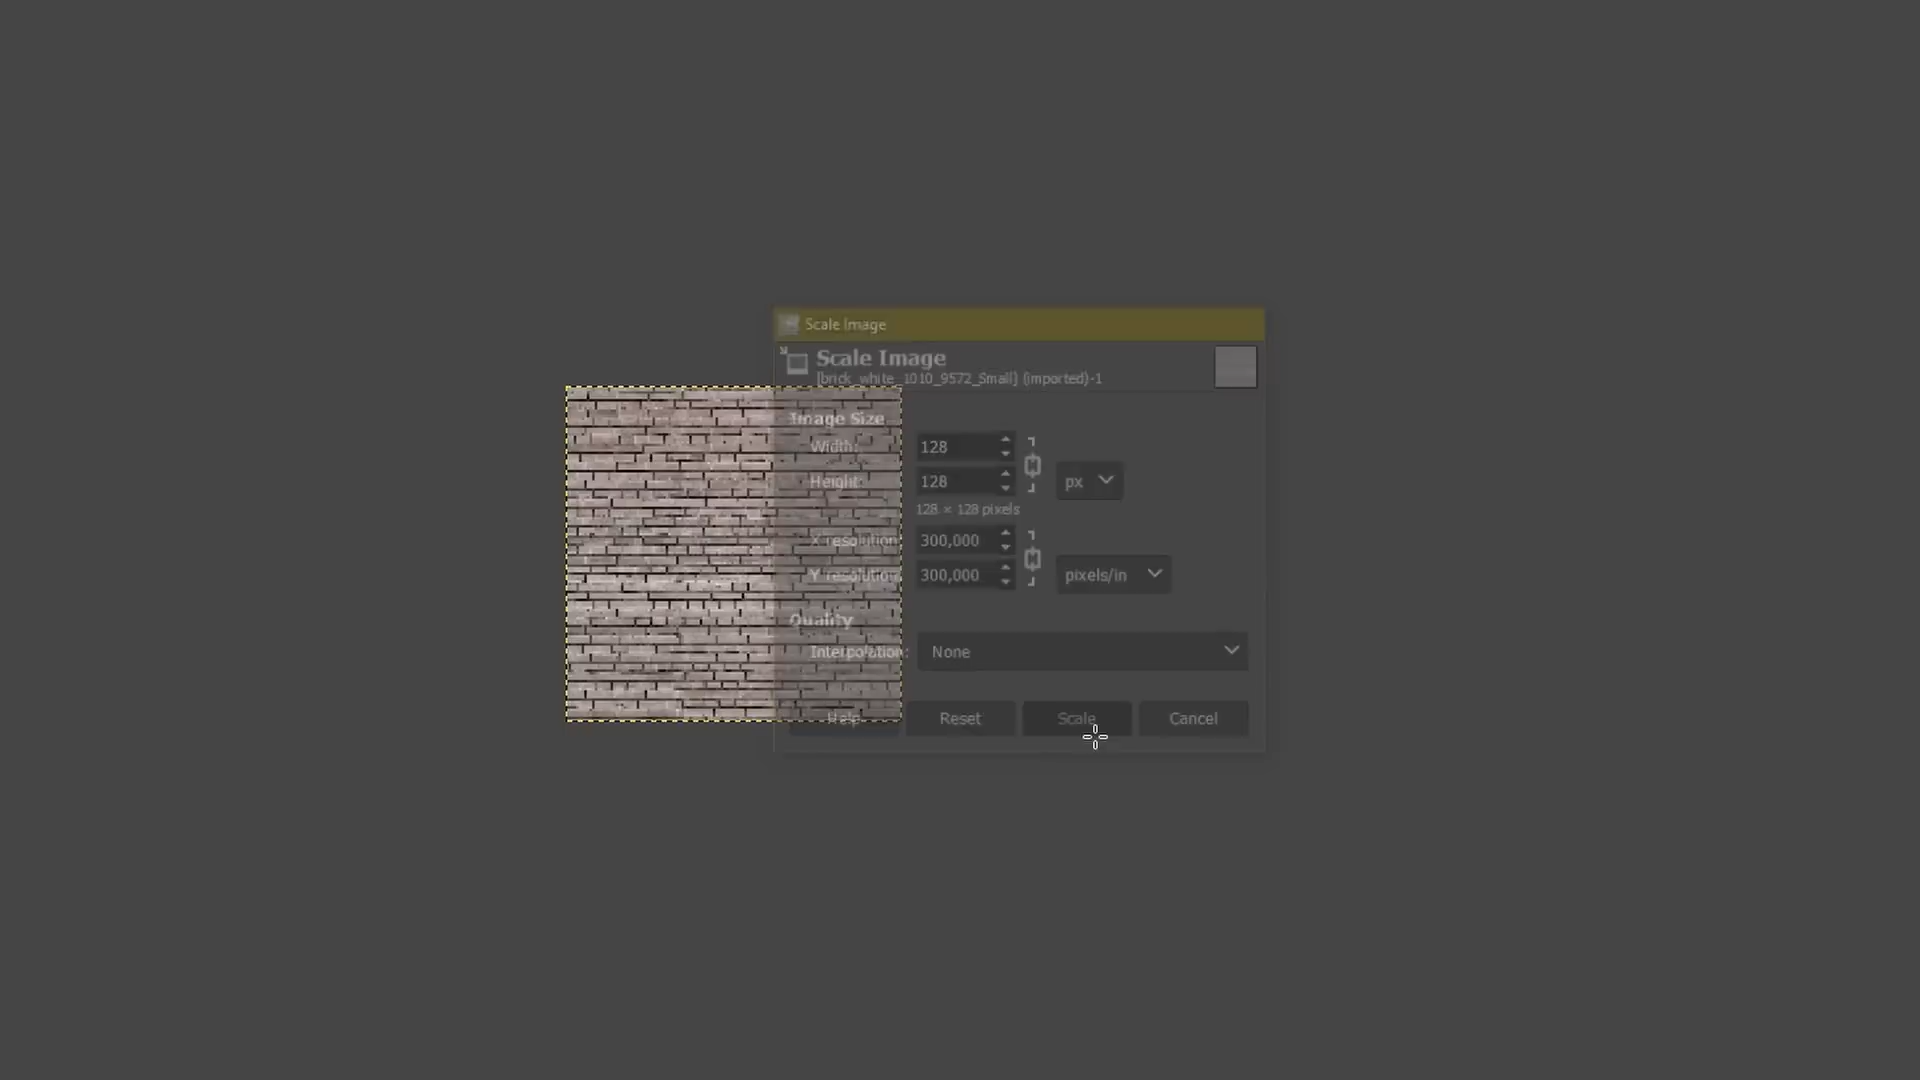 Scale Image
Scale Image
[brick_white_1010_9572_Small] (imported)-1
Image Size
Width: 128
Height: 128 px
128 × 128 pixels
X resolution: 300,000
Y resolution: 300,000 pixels/in
Quality
Interpolation: None
Help Reset Scale Cancel